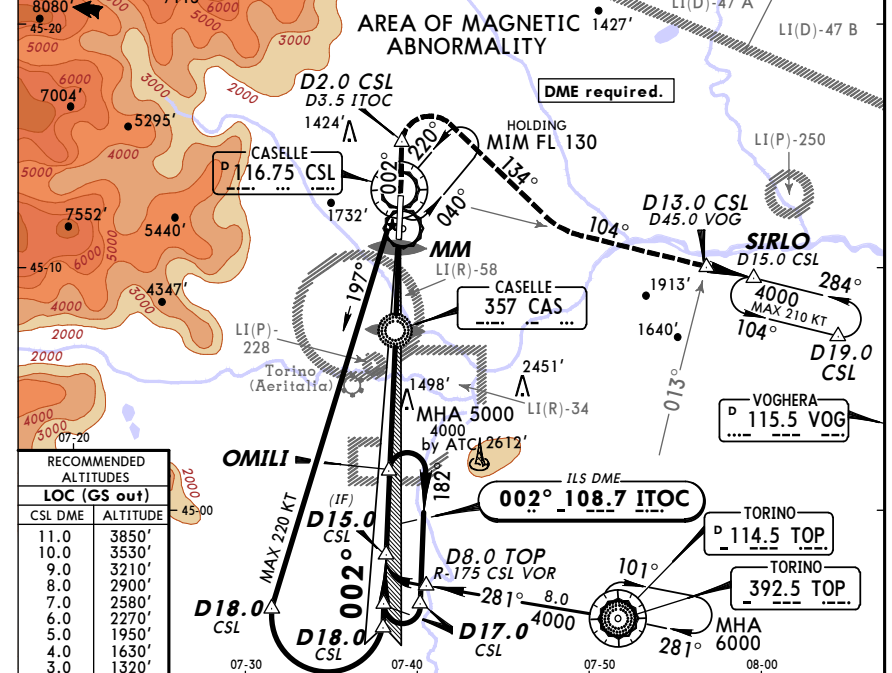 8080'
45-20
5000
6000
3000
2000
3000
AREA OF MAGNETIC
ABNORMALITY
1427'
LI(D)-47 A
LI(D)-47 B
6000
7004'
5295'
4000
5000
D2.0 CSL
D3.5 ITOC
1424'
DME required.
HOLDING
MIM FL 130
LI(P)-250
CASELLE
D 116.75 CSL
002°
220°
040°
134°
104°
1732'
7552'
5440'
6000
5000
45-10
4347'
3000
4000
2000
2000
MM
LI(R)-58
197°
CASELLE
357 CAS
D13.0 CSL
D45.0 VOG
SIRLO
D15.0 CSL
284°
4000
MAX 210 KT
104°
D19.0
CSL
1913'
1640'
013°
LI(P)-
228
Torino
(Aeritalia)
1498'
2451'
LI(R)-34
MHA 5000
4000
by ATC
2612'
VOGHERA
D 115.5 VOG
4000
3000
07-20
2000
45-00
RECOMMENDED
ALTITUDES
LOC (GS out)
CSL DME ALTITUDE
11.0 3850'
10.0 3530'
9.0 3210'
8.0 2900'
7.0 2580'
6.0 2270'
5.0 1950'
4.0 1630'
3.0 1320'
OMILI
182°
MAX 220 KT
(IF)
D15.0
CSL
002°
ILS DME
002° 108.7 ITOC
TORINO
D 114.5 TOP
TORINO
392.5 TOP
D8.0 TOP
R-175 CSL VOR
281°
8.0
4000
101°
281°
MHA
6000
D18.0
CSL
D18.0
CSL
D17.0
CSL
07-30
07-40
07-50
08-00